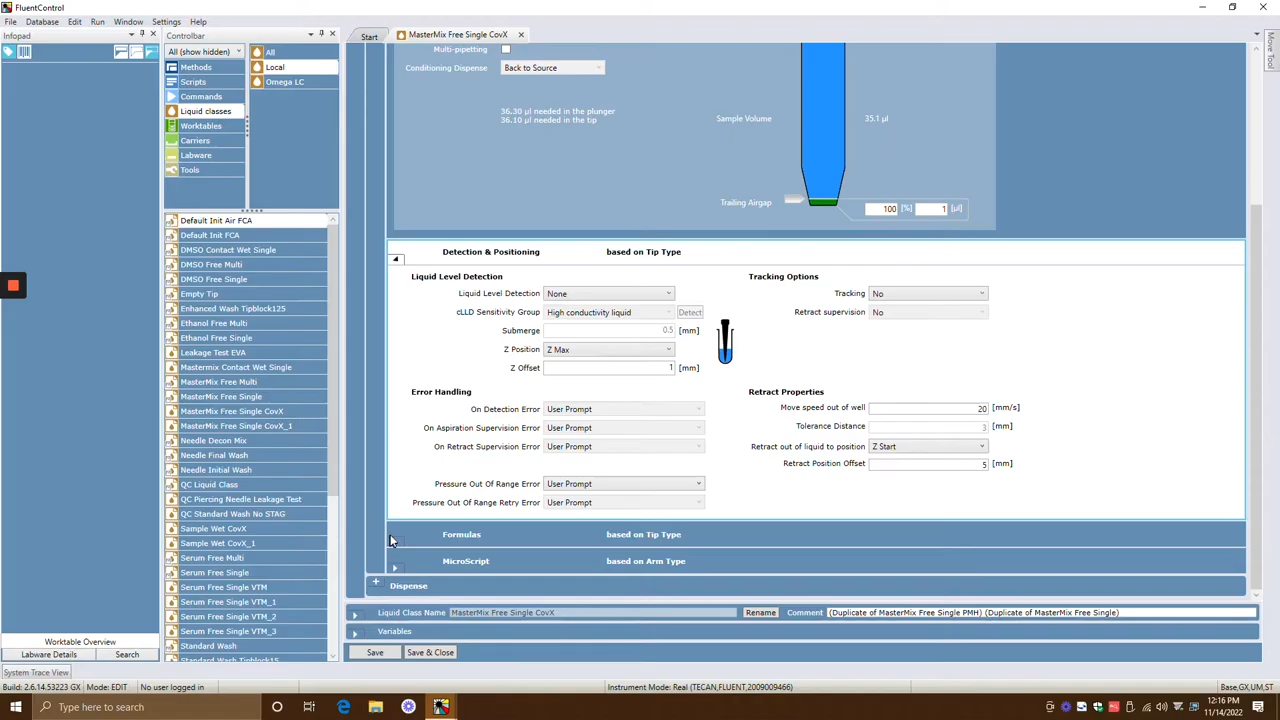 FluentControl
File Database Edit Run Window Settings Help
Infopad
Controlbar
All (show hidden)
Methods
Scripts
Commands
Liquid classes
Worktables
Carriers
Labware
Tools
All
Local
Omega LC
Default Init Air FCA
Default Init FCA
DMSO Contact Wet Single
DMSO Free Multi
DMSO Free Single
Empty Tip
Enhanced Wash Tipblock125
Ethanol Free Multi
Ethanol Free Single
Leakage Test EVA
Mastermix Contact Wet Single
MasterMix Free Multi
MasterMix Free Single
MasterMix Free Single CovX
MasterMix Free Single CovX_1
Needle Decon Mix
Needle Final Wash
Needle Initial Wash
QC Liquid Class
QC Piercing Needle Leakage Test
QC Standard Wash No STAG
Sample Wet CovX
Sample Wet CovX_1
Serum Free Multi
Serum Free Single
Serum Free Single VTM
Serum Free Single VTM_1
Serum Free Single VTM_2
Serum Free Single VTM_3
Standard Wash
Standard Wash Tipblock15
Start
MasterMix Free Single CovX
Move Tool
Multi-pipetting
Conditioning Dispense Back to Source
36.30 µl needed in the plunger
36.10 µl needed in the tip
Sample Volume 35.1 µl
Trailing Airgap 100 [%] 1 [µl]
Detection & Positioning based on Tip Type
Liquid Level Detection
Liquid Level Detection None
cLLD Sensitivity Group High conductivity liquid Detect
Submerge 0.5 [mm]
Z Position Z Max
Z Offset 1 [mm]
Tracking Options
Tracking No
Retract supervision No
Error Handling
On Detection Error User Prompt
On Aspiration Supervision Error User Prompt
On Retract Supervision Error User Prompt
Pressure Out Of Range Error User Prompt
Pressure Out Of Range Retry Error User Prompt
Retract Properties
Move speed out of well 20 [mm/s]
Tolerance Distance 3 [mm]
Retract out of liquid to position Z Start
Retract Position Offset 5 [mm]
Formulas based on Tip Type
MicroScript based on Arm Type
Dispense
Liquid Class Name MasterMix Free Single CovX Rename Comment (Duplicate of MasterMix Free Single PMH) (Duplicate of MasterMix Free Single)
Variables
Save Save & Close
Worktable Overview
Labware Details Search
System Trace View
Build: 2.6.14.53223 GX Mode: EDIT No user logged in Instrument Mode: Real (TECAN,FLUENT,2009009466) Base,GX,UM,ST
Type here to search
12:16 PM
11/14/2022